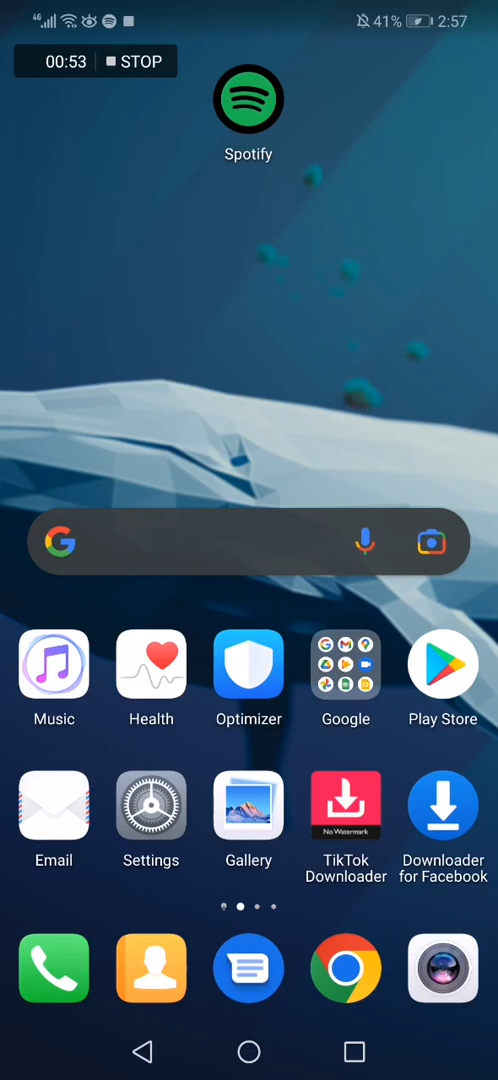 4G 41% 2:57
00:53 STOP
Spotify
G
Music Health Optimizer Google Play Store
No Watermark
Email Settings Gallery TikTok Downloader Downloader for Facebook